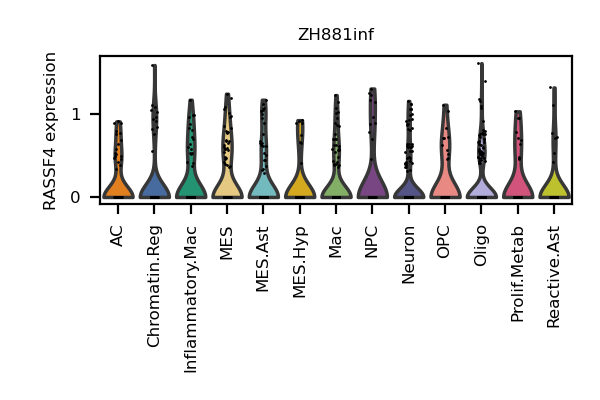 ZH881inf
RASSF4 expression
1
0
AC
Chromatin.Reg
Inflammatory.Mac
MES
MES.Ast
MES.Hyp
Mac
NPC
Neuron
OPC
Oligo
Prolif.Metab
Reactive.Ast